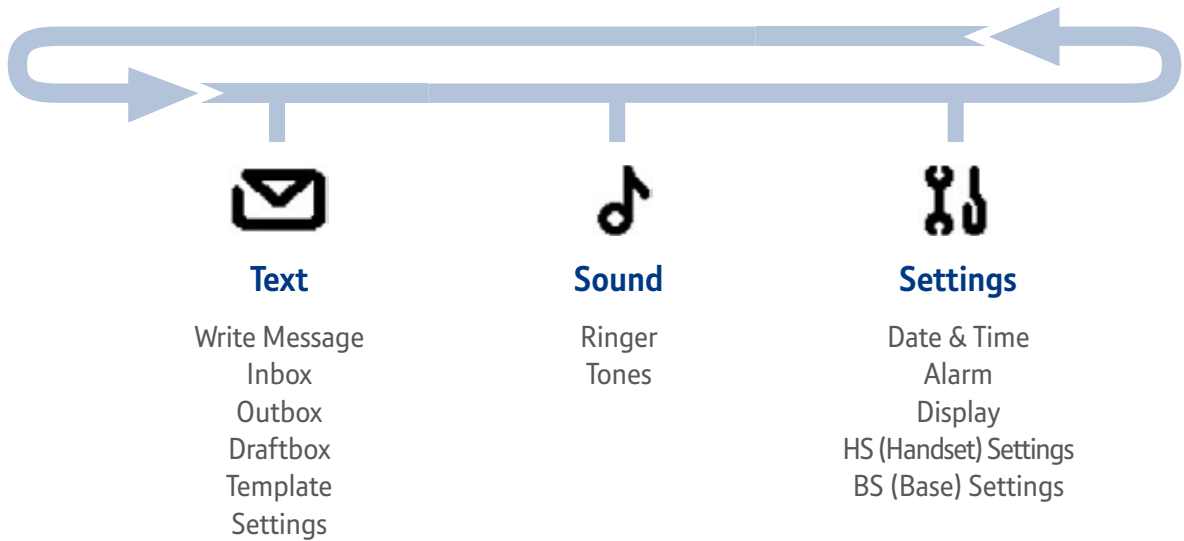 Text
Write Message
Inbox
Outbox
Draftbox
Template
Settings
Sound
Ringer
Tones
Settings
Date & Time
Alarm
Display
HS (Handset) Settings
BS (Base) Settings